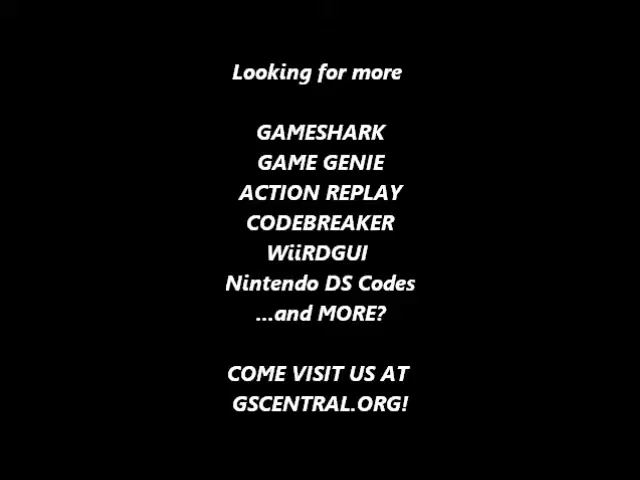 Looking for more
GAMESHARK
GAME GENIE
ACTION REPLAY
CODEBREAKER
WiiRDGUI
Nintendo DS Codes
...and MORE?
COME VISIT US AT
GSCENTRAL.ORG!